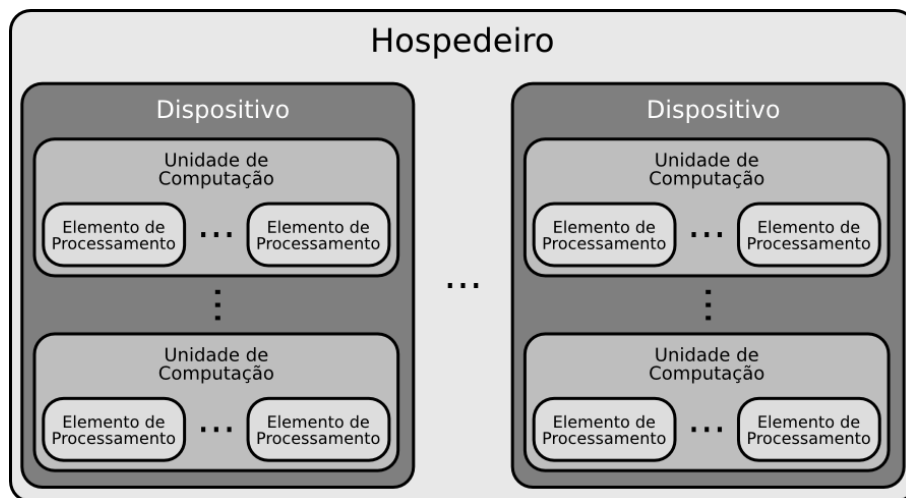 Hospedeiro
Dispositivo
Unidade de
Computação
Elemento de
Processamento
...
Elemento de
Processamento
...
Unidade de
Computação
Elemento de
Processamento
...
Elemento de
Processamento
...
Dispositivo
Unidade de
Computação
Elemento de
Processamento
...
Elemento de
Processamento
...
Unidade de
Computação
Elemento de
Processamento
...
Elemento de
Processamento